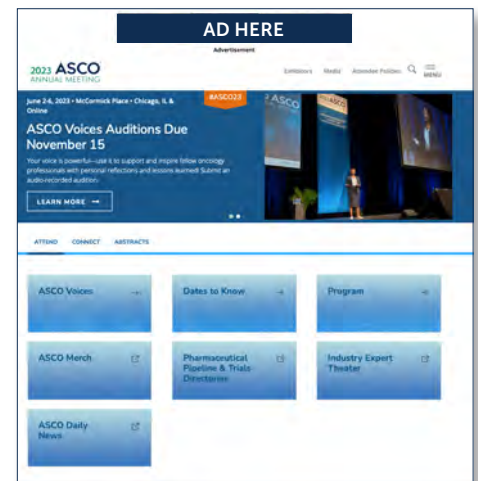 AD HERE
Advertisement
2023 ASCO
ANNUAL MEETING
Exhibitors Media Attendee Policies
MENU
June 2-6, 2023 • McCormick Place • Chicago, IL &
Online
#ASCO23
ASCO Voices Auditions Due
November 15
Your voice is powerful—use it to support and inspire fellow oncology
professionals with personal reflections and lessons learned! Submit an
audio-recorded audition.
LEARN MORE →
ASCO
ASCO
ATTEND CONNECT ABSTRACTS
ASCO Voices →
Dates to Know →
Program →
ASCO Merch
Pharmaceutical
Pipeline & Trials
Directories
Industry Expert
Theater
ASCO Daily
News